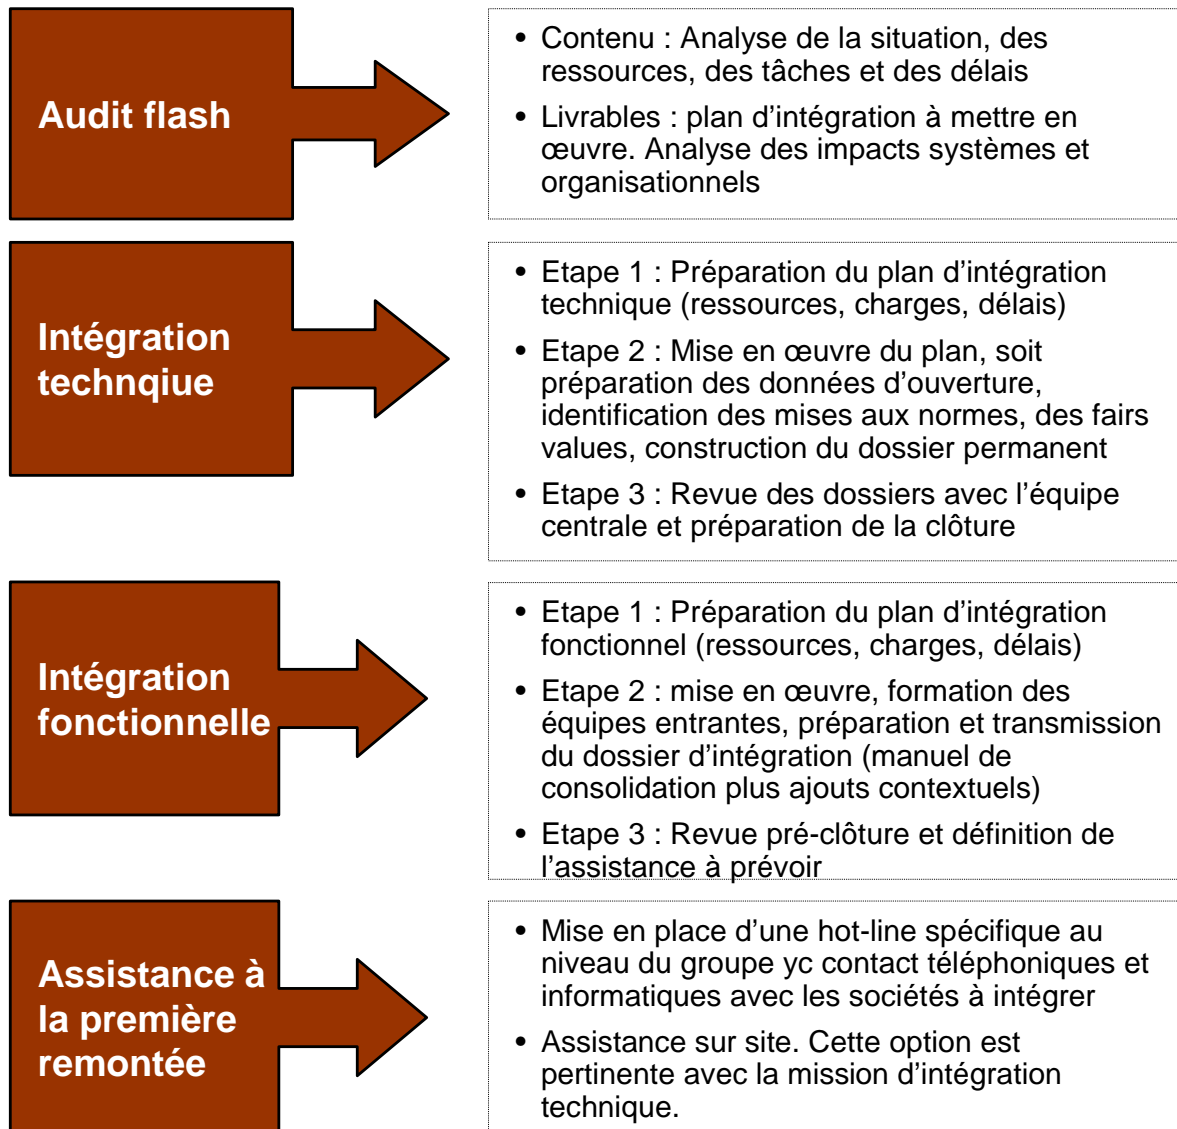 Audit flash
• Contenu : Analyse de la situation, des
ressources, des tâches et des délais
• Livrables : plan d’intégration à mettre en
œuvre. Analyse des impacts systèmes et
organisationnels
Intégration
technqiue
• Etape 1 : Préparation du plan d’intégration
technique (ressources, charges, délais)
• Etape 2 : Mise en œuvre du plan, soit
préparation des données d’ouverture,
identification des mises aux normes, des fairs
values, construction du dossier permanent
• Etape 3 : Revue des dossiers avec l’équipe
centrale et préparation de la clôture
Intégration
fonctionnelle
• Etape 1 : Préparation du plan d’intégration
fonctionnel (ressources, charges, délais)
• Etape 2 : mise en œuvre, formation des
équipes entrantes, préparation et transmission
du dossier d’intégration (manuel de
consolidation plus ajouts contextuels)
• Etape 3 : Revue pré-clôture et définition de
l’assistance à prévoir
Assistance à
la première
remontée
• Mise en place d’une hot-line spécifique au
niveau du groupe yc contact téléphoniques et
informatiques avec les sociétés à intégrer
• Assistance sur site. Cette option est
pertinente avec la mission d’intégration
technique.